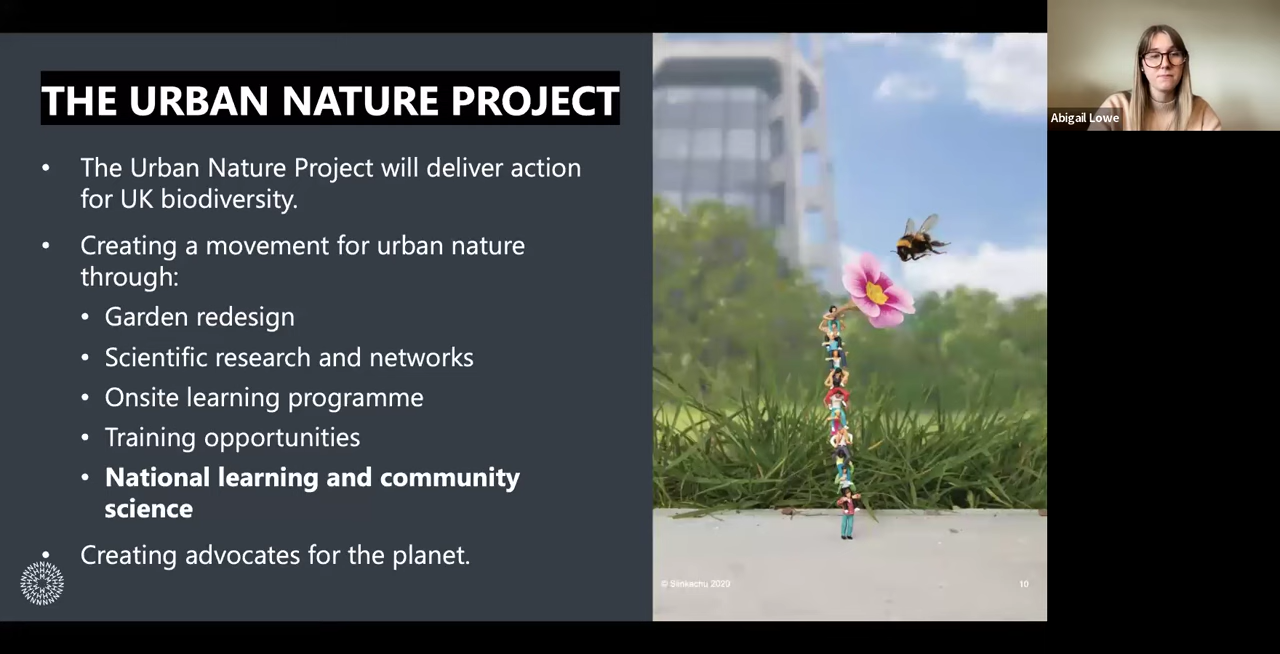 THE URBAN NATURE PROJECT
• The Urban Nature Project will deliver action
for UK biodiversity.
• Creating a movement for urban nature
through:
• Garden redesign
• Scientific research and networks
• Onsite learning programme
• Training opportunities
• National learning and community
science
• Creating advocates for the planet.
© Slinkachu 2020
10
Abigail Lowe